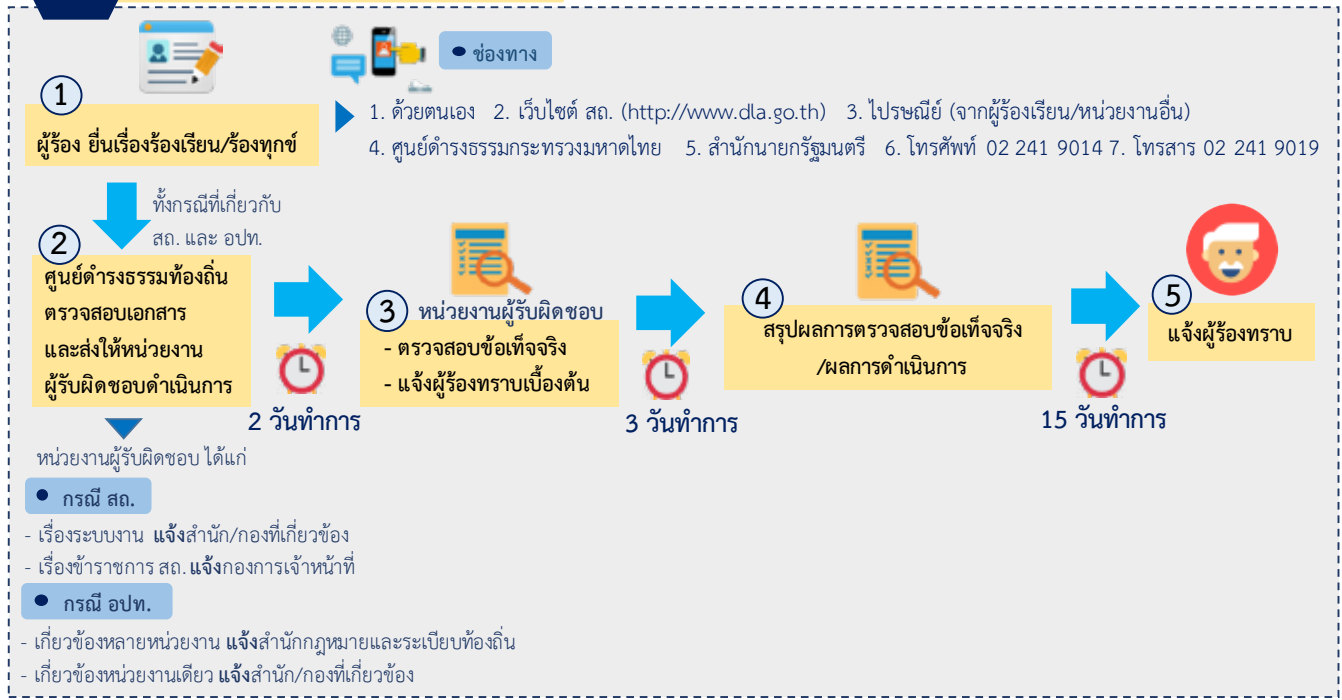 ช่องทาง
1
ผู้ร้อง ยื่นเรื่องร้องเรียน/ร้องทุกข์
1. ด้วยตนเอง 2. เว็บไซต์ สถ. (http://www.dla.go.th) 3. ไปรษณีย์ (จากผู้ร้องเรียน/หน่วยงานอื่น)
4. ศูนย์ดำรงธรรมกระทรวงมหาดไทย 5. สำนักนายกรัฐมนตรี 6. โทรศัพท์ 02 241 9014 7. โทรสาร 02 241 9019
ทั้งกรณีที่เกี่ยวกับ
สถ. และ อปท.
2
ศูนย์ดำรงธรรมท้องถิ่น
ตรวจสอบเอกสาร
และส่งให้หน่วยงาน
ผู้รับผิดชอบดำเนินการ
2 วันทำการ
3 หน่วยงานผู้รับผิดชอบ
- ตรวจสอบข้อเท็จจริง
- แจ้งผู้ร้องทราบเบื้องต้น
3 วันทำการ
4
สรุปผลการตรวจสอบข้อเท็จจริง
/ผลการดำเนินการ
15 วันทำการ
5
แจ้งผู้ร้องทราบ
หน่วยงานผู้รับผิดชอบ ได้แก่
กรณี สถ.
- เรื่องระบบงาน แจ้งสำนัก/กองที่เกี่ยวข้อง
- เรื่องข้าราชการ สถ. แจ้งกองการเจ้าหน้าที่
กรณี อปท.
- เกี่ยวข้องหลายหน่วยงาน แจ้งสำนักกฎหมายและระเบียบท้องถิ่น
- เกี่ยวข้องหน่วยงานเดียว แจ้งสำนัก/กองที่เกี่ยวข้อง